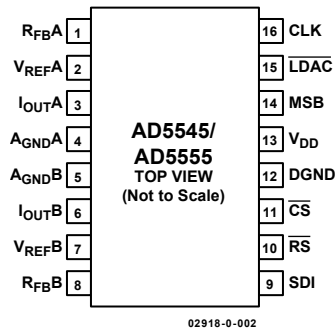 RFBA 1
VREFA 2
IOUTA 3
AGNDA 4
AGNDB 5
IOUTB 6
VREFB 7
RFBB 8
AD5545/
AD5555
TOP VIEW
(Not to Scale)
16 CLK
15 LDAC
14 MSB
13 VDD
12 DGND
11 CS
10 RS
9 SDI
02918-0-002